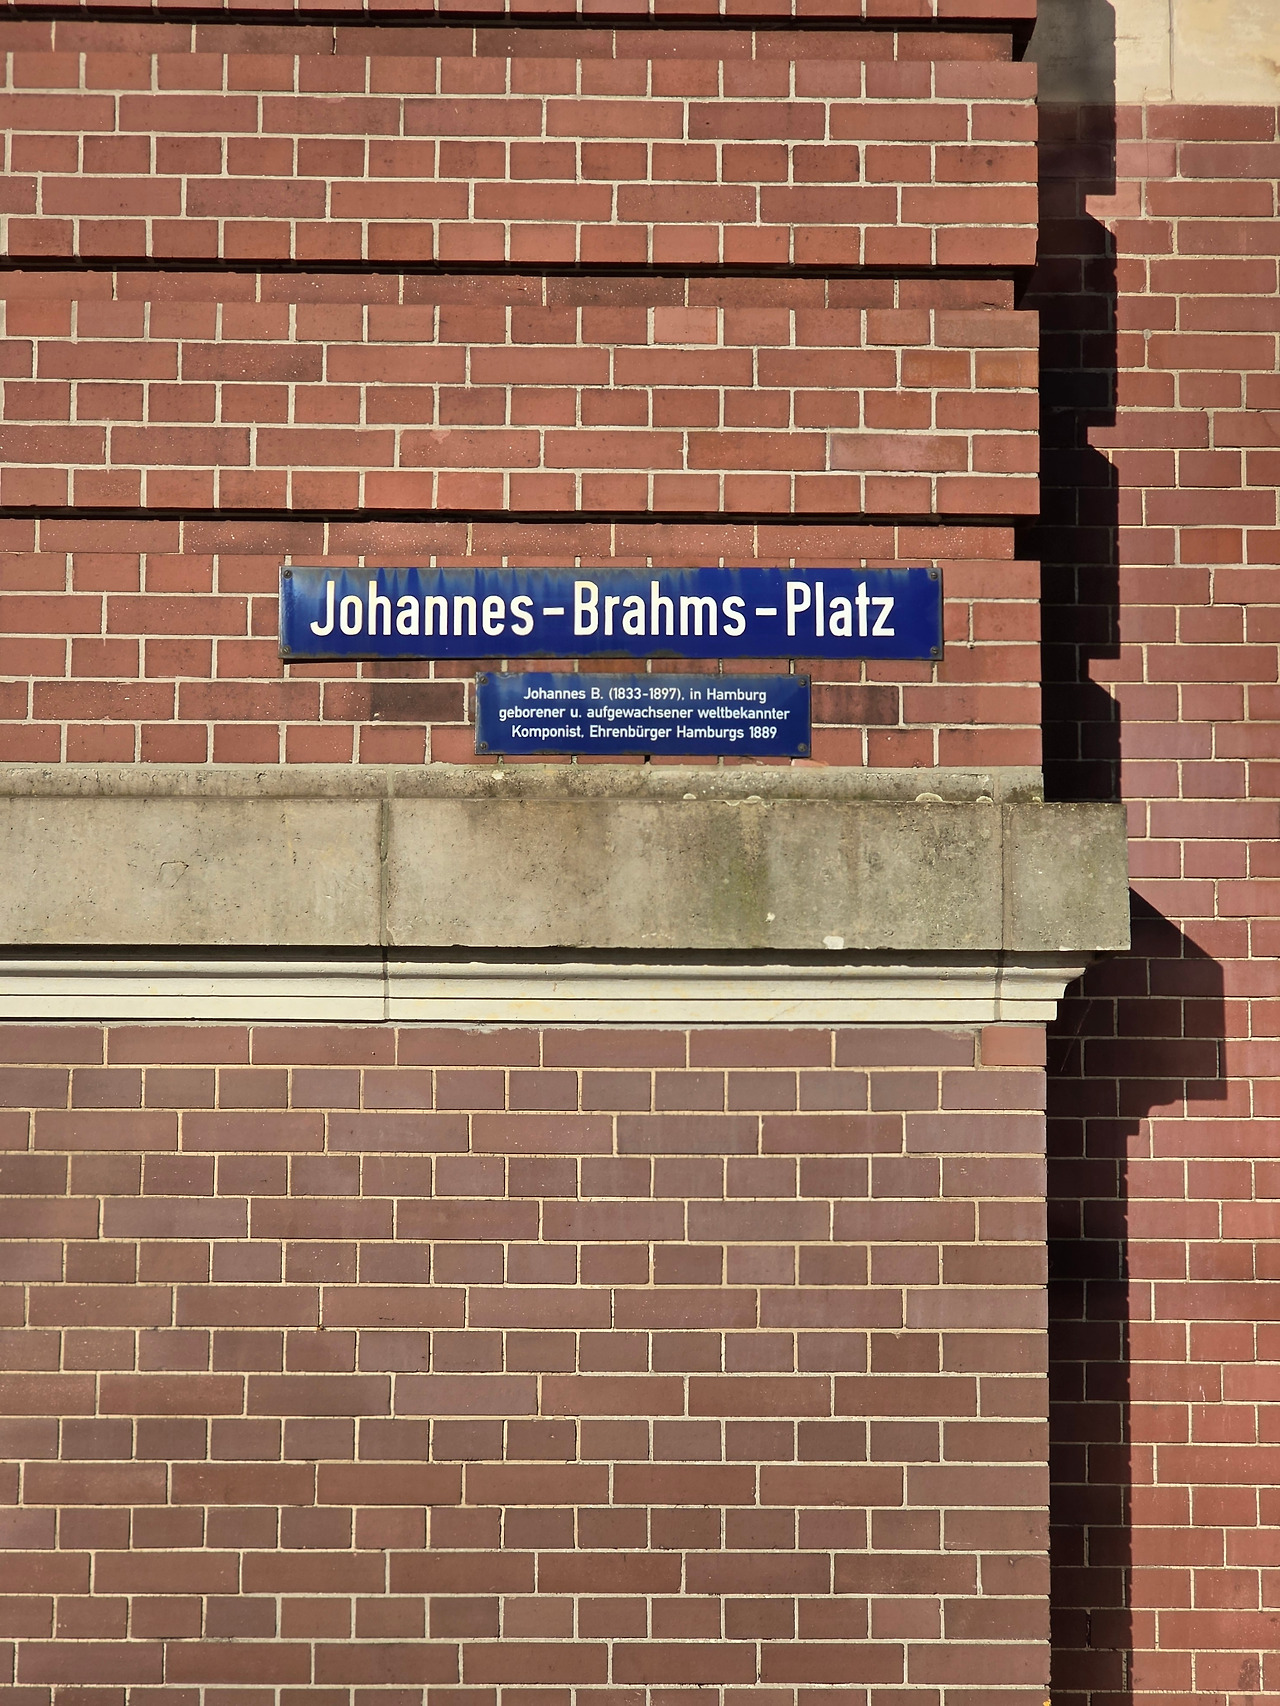 Johannes-Brahms-Platz
Johannes B. (1833-1897), in Hamburg
geborener u. aufgewachsener weltbekannter
Komponist, Ehrenbürger Hamburgs 1889